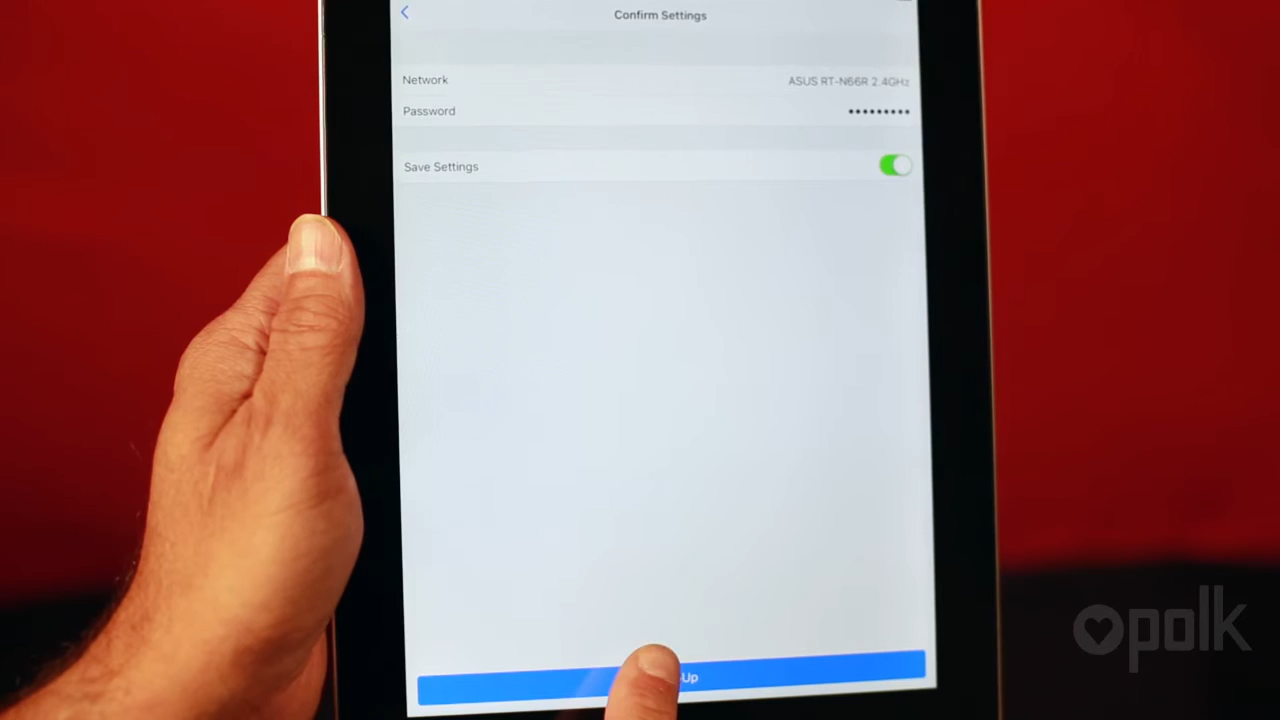 Confirm Settings
Network ASUS RT-N66R 2.4GHz
Password •••••••••
Save Settings
-Up
polk